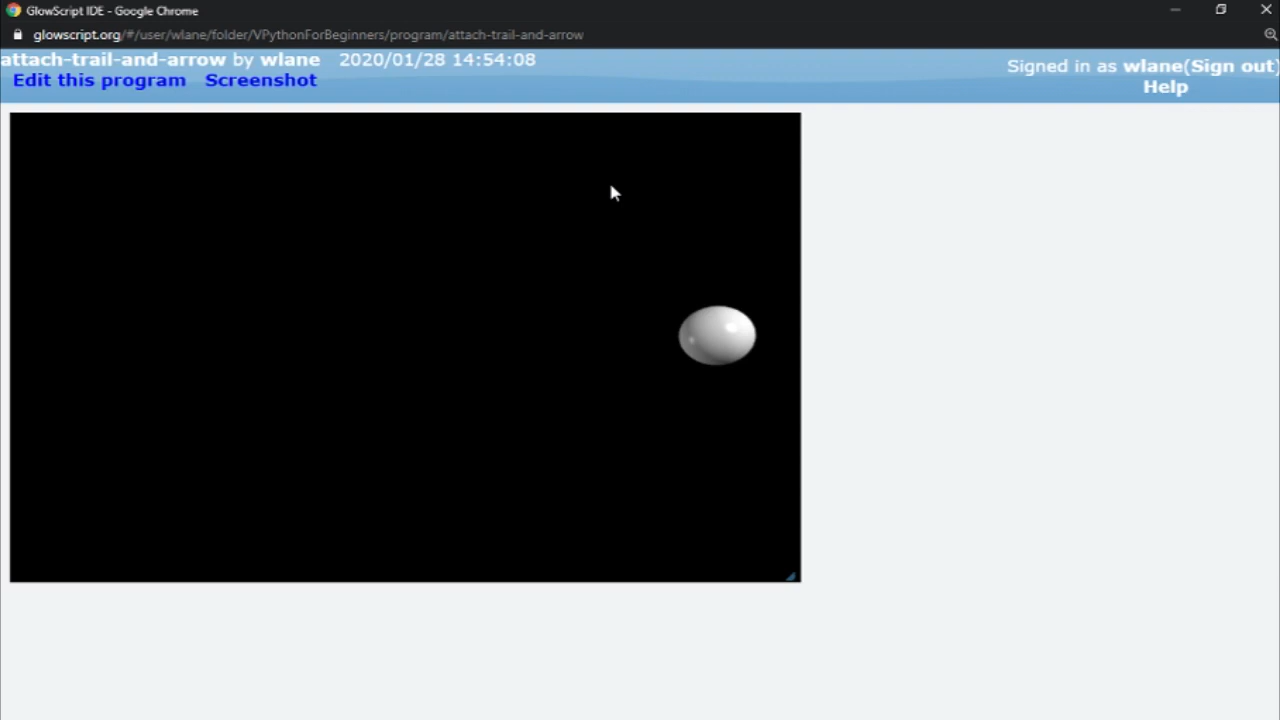 GlowScript IDE - Google Chrome
glowscript.org/#/user/wlane/folder/VPythonForBeginners/program/attach-trail-and-arrow
attach-trail-and-arrow by wlane 2020/01/28 14:54:08
Signed in as wlane(Sign out)
Edit this program Screenshot
Help